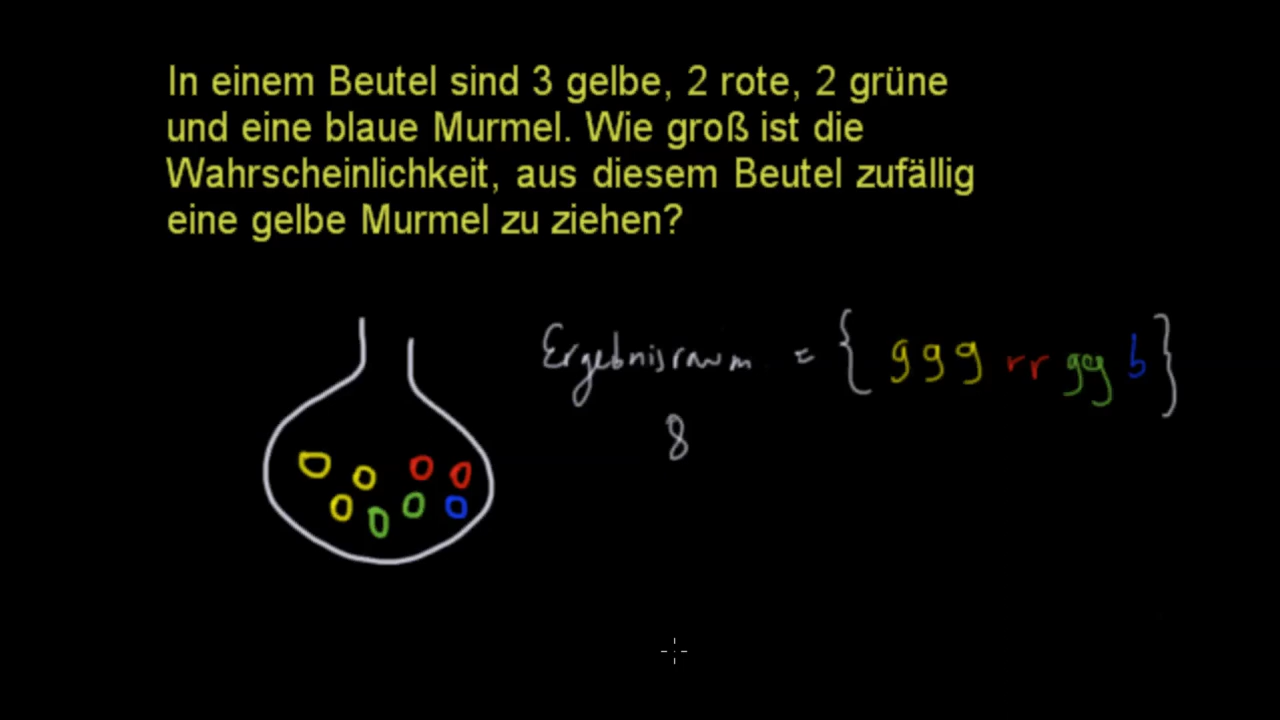 In einem Beutel sind 3 gelbe, 2 rote, 2 grüne
und eine blaue Murmel. Wie groß ist die
Wahrscheinlichkeit, aus diesem Beutel zufällig
eine gelbe Murmel zu ziehen?
Ergebnisraum = { g g g r r g g b }
8